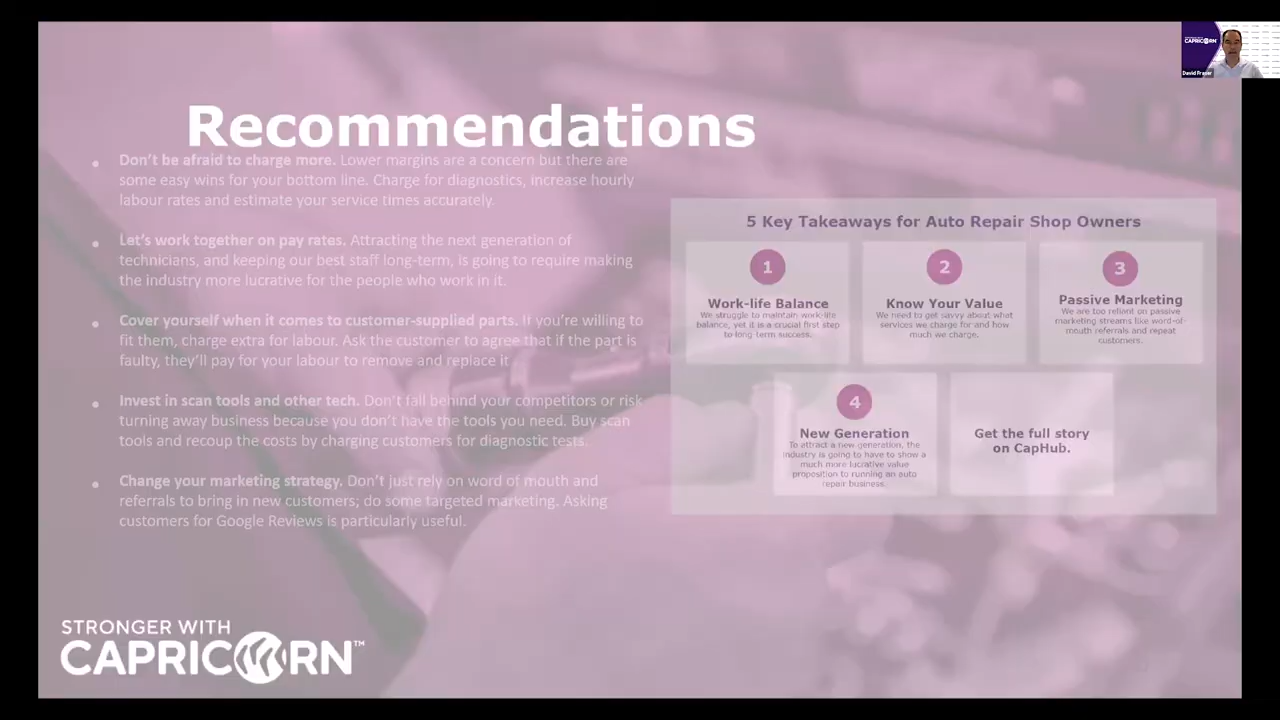 Recommendations
• Don't be afraid to charge more. Lower margins are a concern but there are
some easy wins for your bottom line. Charge for diagnostics, increase hourly
labour rates and estimate your service times accurately.
• Let's work together on pay rates. Attracting the next generation of
technicians, and keeping our best staff long-term, is going to require making
the industry more lucrative for the people who work in it.
• Cover yourself when it comes to customer-supplied parts. If you're willing to
fit them, charge extra for labour. Ask the customer to agree that if the part is
faulty, they'll pay for your labour to remove and replace it
• Invest in scan tools and other tech. Don't fall behind your competitors or risk
turning away business because you don't have the tools you need. Buy scan
tools and recoup the costs by charging customers for diagnostic tests.
• Change your marketing strategy. Don't just rely on word of mouth and
referrals to bring in new customers; do some targeted marketing. Asking
customers for Google Reviews is particularly useful.
5 Key Takeaways for Auto Repair Shop Owners
1
Work-life Balance
We struggle to maintain work-life
balance, yet it is a crucial first step
to long-term success.
2
Know Your Value
We need to get savvy about what
services we charge for and how
much we charge.
3
Passive Marketing
We are too reliant on passive
marketing streams like word-of-
mouth referrals and repeat
customers.
4
New Generation
To attract a new generation, the
industry is going to have to show a
much more lucrative value
proposition to running an auto
repair business.
Get the full story
on CapHub.
STRONGER WITH
CAPRICORN™
CAPRICORN
David Fraser